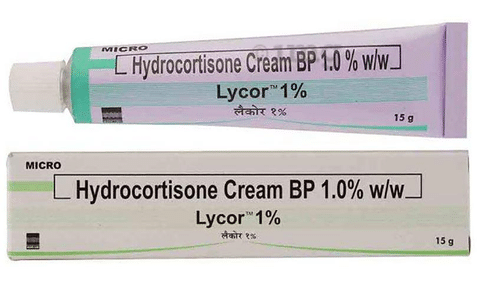 MICRO
Hydrocortisone Cream BP 1.0 % w/w
Lycor™ 1%
लैकोर १%
15 g
MICRO
Hydrocortisone Cream BP 1.0% w/w
Lycor™ 1%
लैकोर १%
15 g